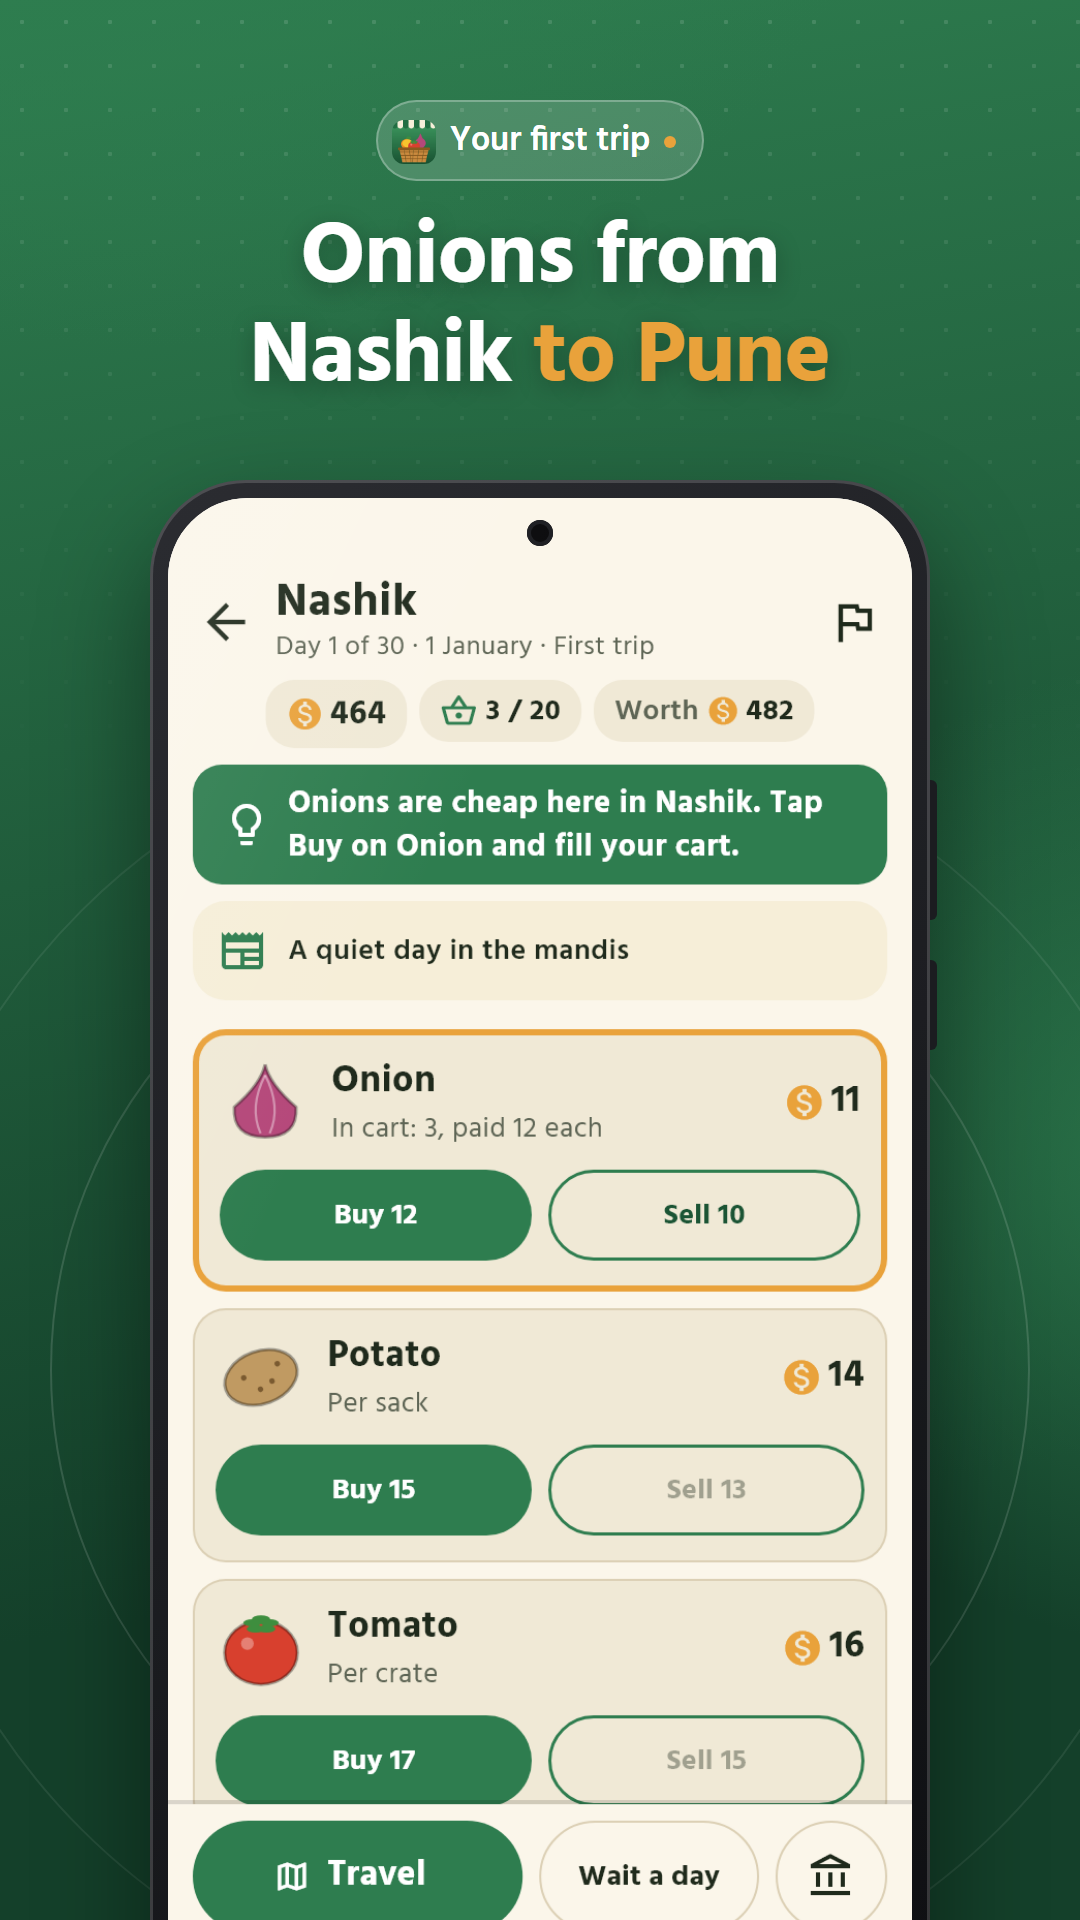 Your first trip
Onions from
Nashik to Pune
Nashik
Day 1 of 30 · 1 January · First trip
464
3 / 20
Worth 482
Onions are cheap here in Nashik. Tap
Buy on Onion and fill your cart.
A quiet day in the mandis
Onion
11
In cart: 3, paid 12 each
Buy 12
Sell 10
Potato
14
Per sack
Buy 15
Sell 13
Tomato
16
Per crate
Buy 17
Sell 15
Travel
Wait a day